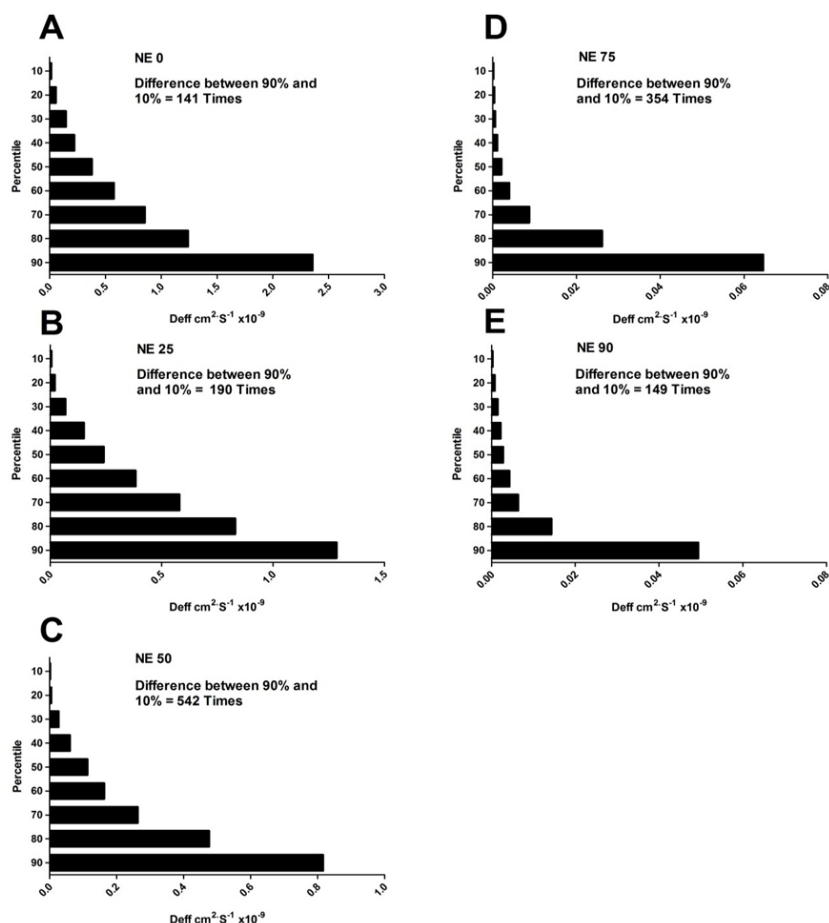 A
NE 0
Difference between 90% and
10% = 141 Times
Percentile
10
20
30
40
50
60
70
80
90
0.0 0.5 1.0 1.5 2.0 2.5 3.0
Deff cm²·S⁻¹ x10⁻⁹
B
NE 25
Difference between 90%
and 10% = 190 Times
Percentile
10
20
30
40
50
60
70
80
90
0.0 0.5 1.0 1.5
Deff cm²·S⁻¹ x10⁻⁹
C
NE 50
Difference between 90% and
10% = 542 Times
Percentile
10
20
30
40
50
60
70
80
90
0.0 0.2 0.4 0.6 0.8 1.0
Deff cm²·S⁻¹ x10⁻⁹
D
NE 75
Difference between 90%
and 10% = 354 Times
Percentile
10
20
30
40
50
60
70
80
90
0.00 0.02 0.04 0.06 0.08
Deff cm²·S⁻¹ x10⁻⁹
E
NE 90
Difference between 90%
and 10% = 149 Times
Percentile
10
20
30
40
50
60
70
80
90
0.00 0.02 0.04 0.06 0.08
Deff cm²·S⁻¹ x10⁻⁹